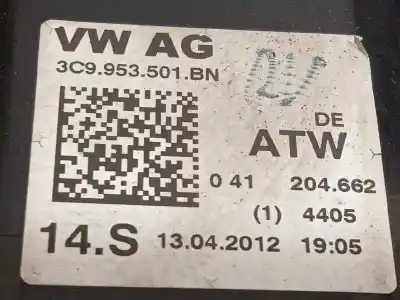 VW AG
3C9.953.501.BN
DE
ATW
0 41 204.662
(1) 4405
14.S 13.04.2012 19:05